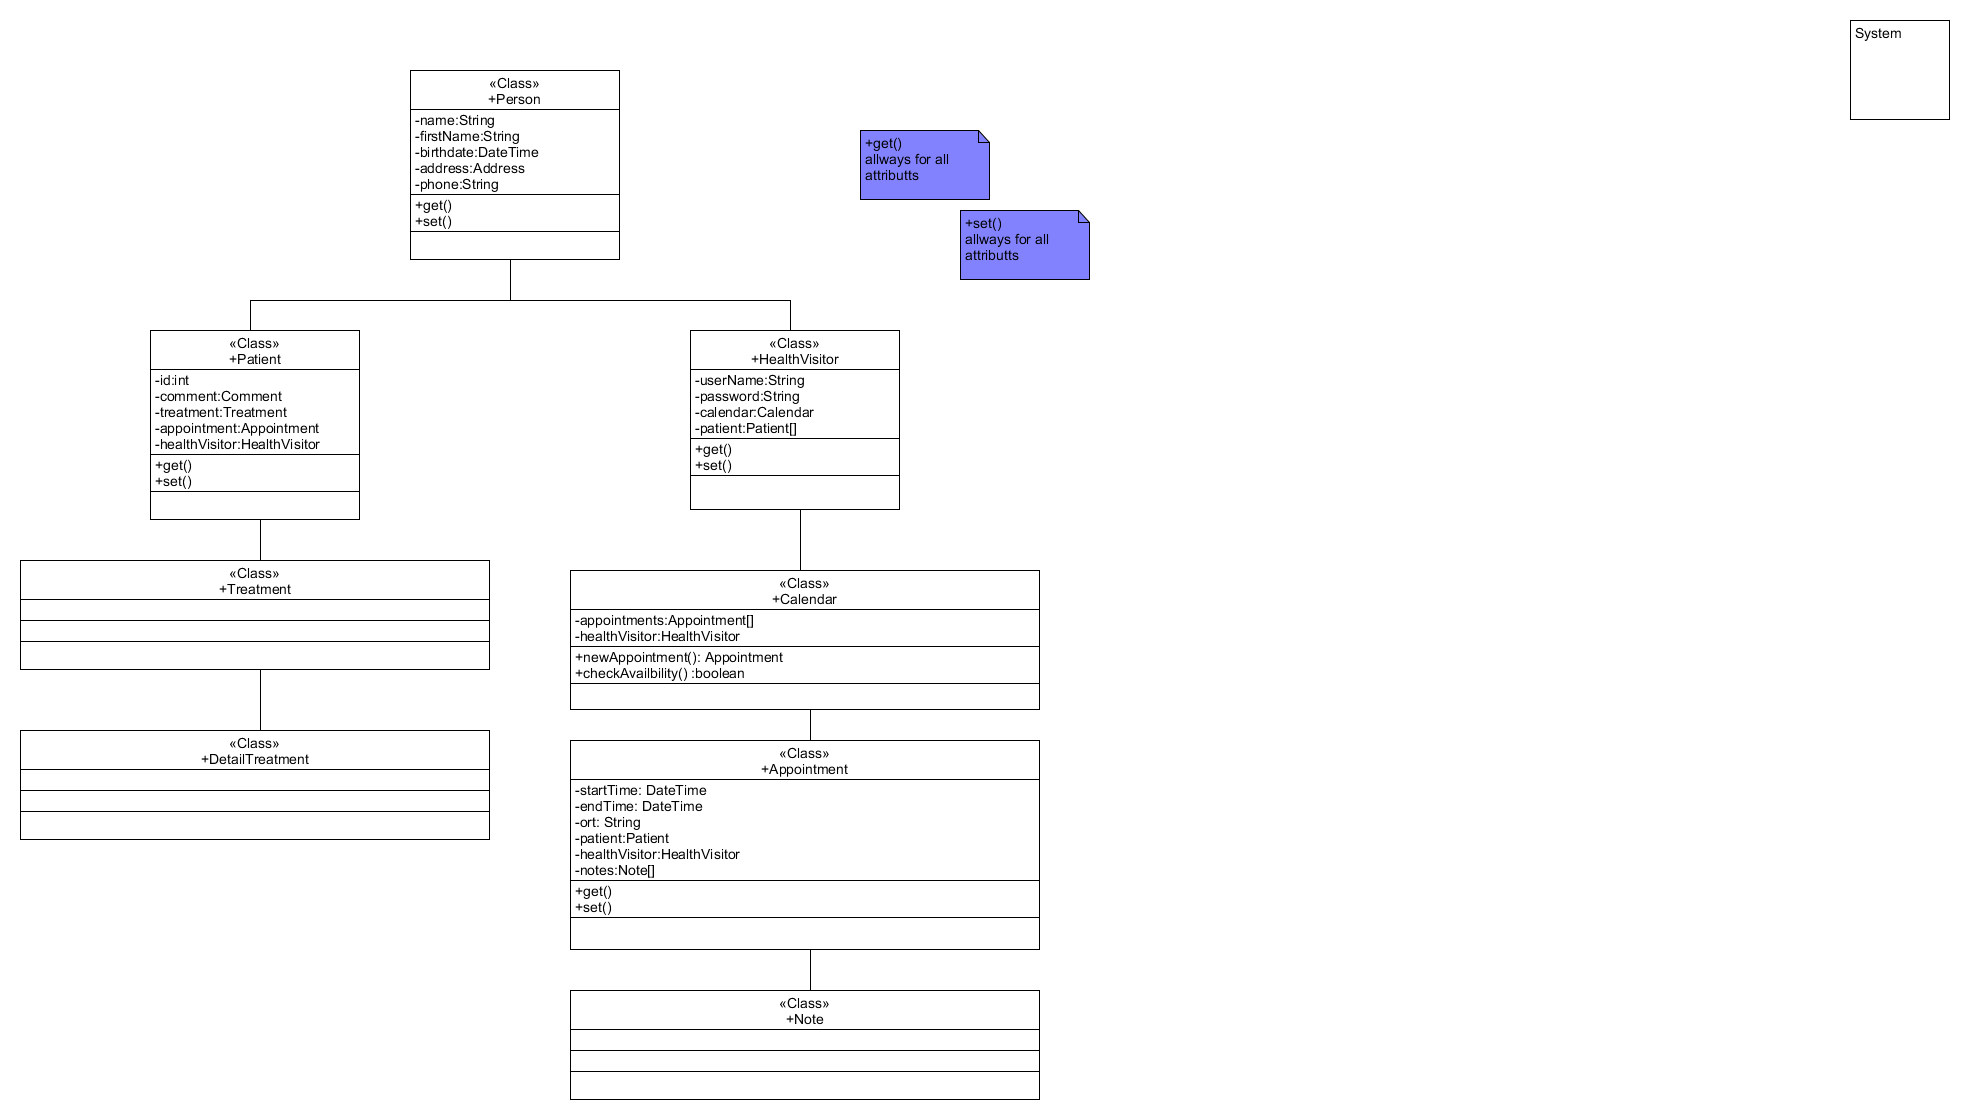 System
«Class»
+Person
-name:String
-firstName:String
-birthdate:DateTime
-address:Address
-phone:String
+get()
+set()
+get()
allways for all
attributts
+set()
allways for all
attributts
«Class»
+Patient
-id:int
-comment:Comment
-treatment:Treatment
-appointment:Appointment
-healthVisitor:HealthVisitor
+get()
+set()
«Class»
+HealthVisitor
-userName:String
-password:String
-calendar:Calendar
-patient:Patient[]
+get()
+set()
«Class»
+Treatment
«Class»
+DetailTreatment
«Class»
+Calendar
-appointments:Appointment[]
-healthVisitor:HealthVisitor
+newAppointment(): Appointment
+checkAvailbility() :boolean
«Class»
+Appointment
-startTime: DateTime
-endTime: DateTime
-ort: String
-patient:Patient
-healthVisitor:HealthVisitor
-notes:Note[]
+get()
+set()
«Class»
+Note